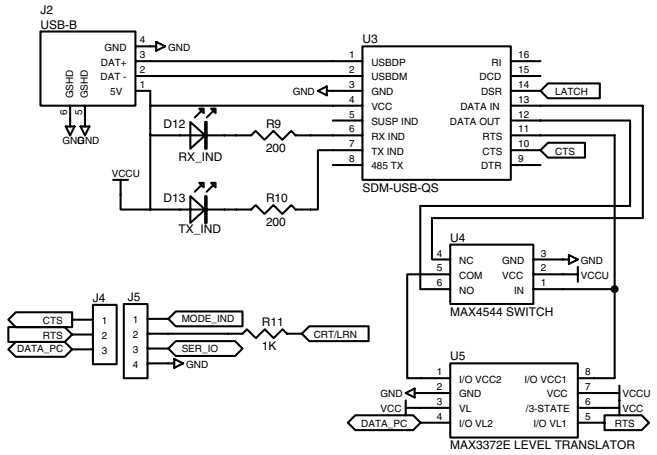 J2
USB-B
GND 4 GND
DAT+ 3
DAT - 2
5V 1
GSHD GSHD
6 5
GND GND
U3
1 USBDP RI 16
2 USBDM DCD 15
GND 3 GND DSR 14 LATCH
4 VCC DATA IN 13
5 SUSP IND DATA OUT 12
6 RX IND RTS 11
7 TX IND CTS 10 CTS
8 485 TX DTR 9
SDM-USB-QS
D12 R9
RX_IND 200
VCCU
D13 R10
TX_IND 200
U4
4 NC GND 3 GND
5 COM VCC 2 VCCU
6 NO IN 1
MAX4544 SWITCH
J4 J5
CTS 1 1 MODE_IND
RTS 2 2 R11 CRT/LRN
1K
DATA_PC 3 3 SER_IO
4 GND
U5
1 I/O VCC2 I/O VCC1 8
GND 2 GND VCC 7 VCCU
VCC 3 VL /3-STATE 6 VCC
DATA_PC 4 I/O VL2 I/O VL1 5 RTS
MAX3372E LEVEL TRANSLATOR